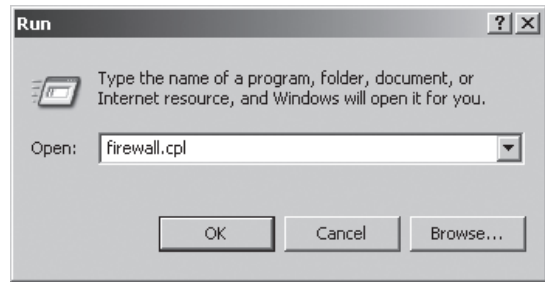 Run
?
Type the name of a program, folder, document, or
Internet resource, and Windows will open it for you.
Open: firewall.cpl
OK Cancel Browse...